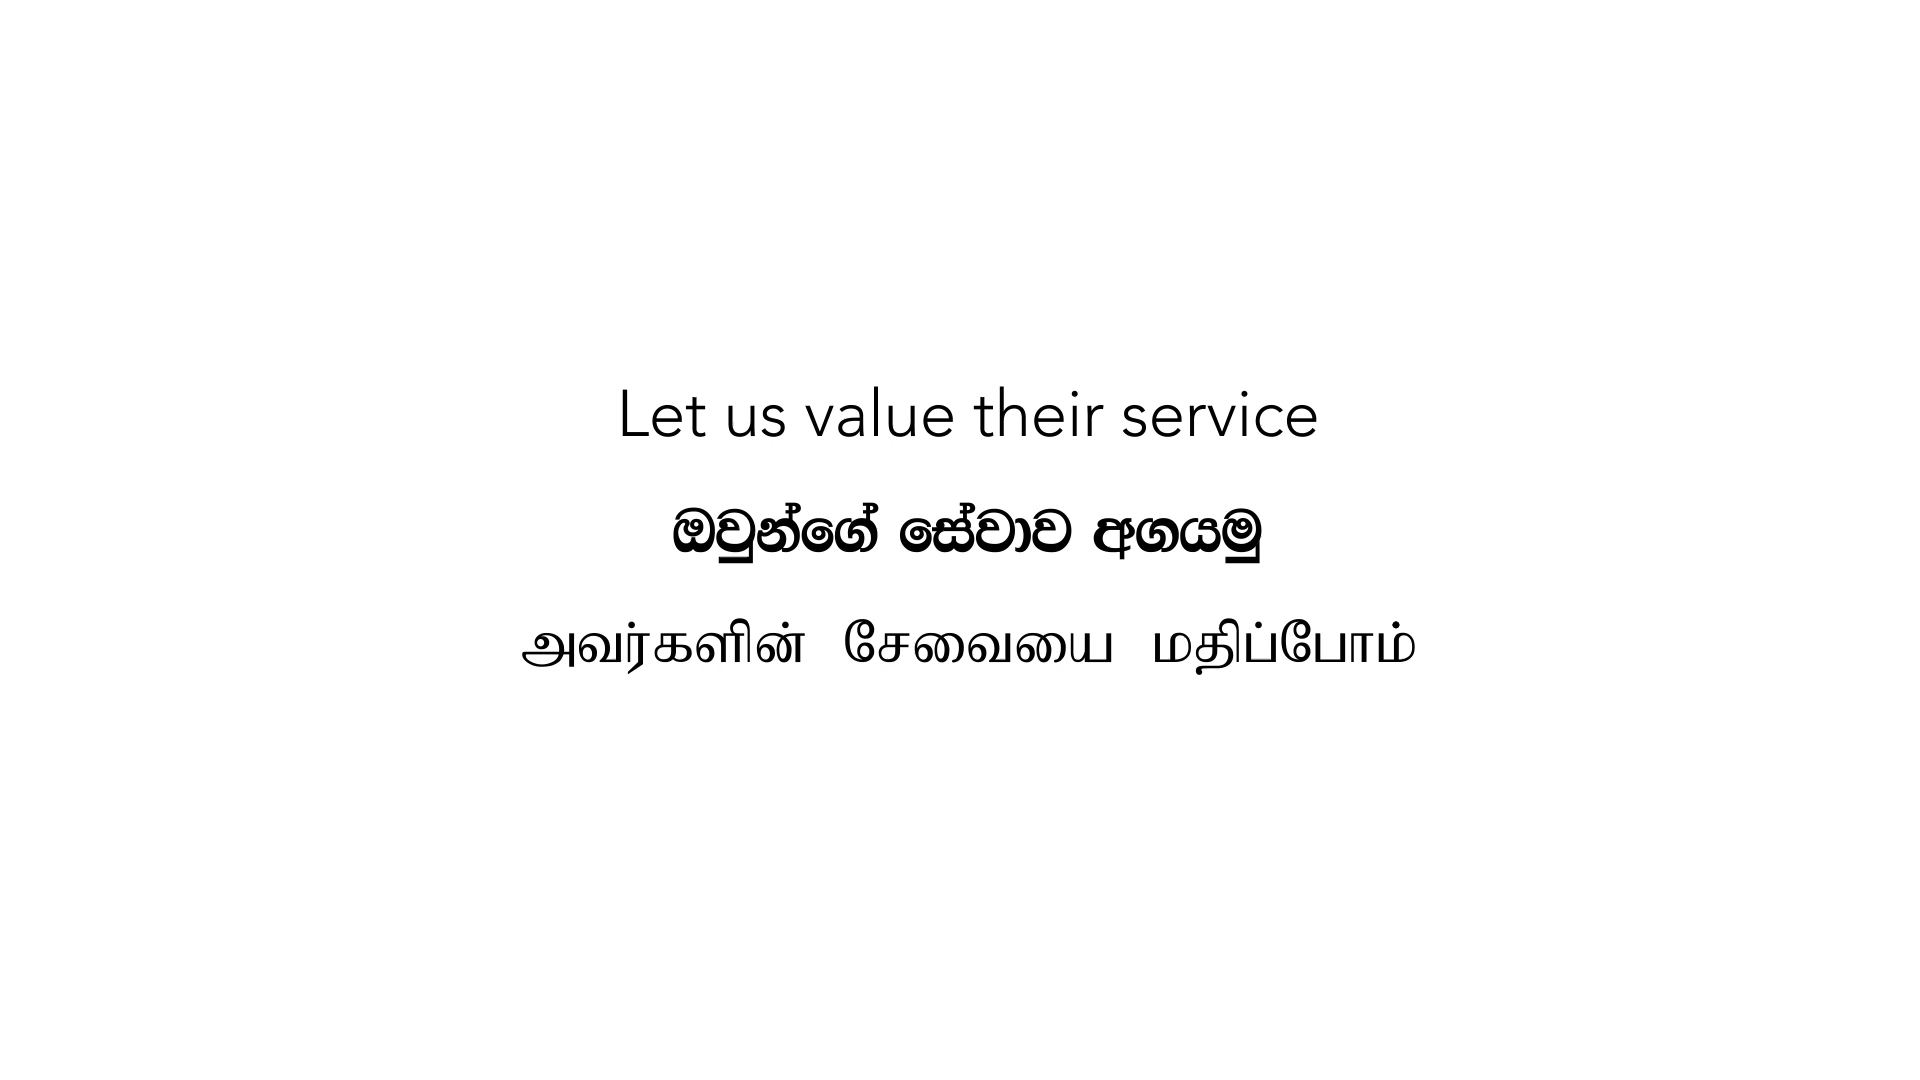 Let us value their service
ඔවුන්ගේ සේවාව අගයමු
அவர்களின் சேவையை மதிப்போம்